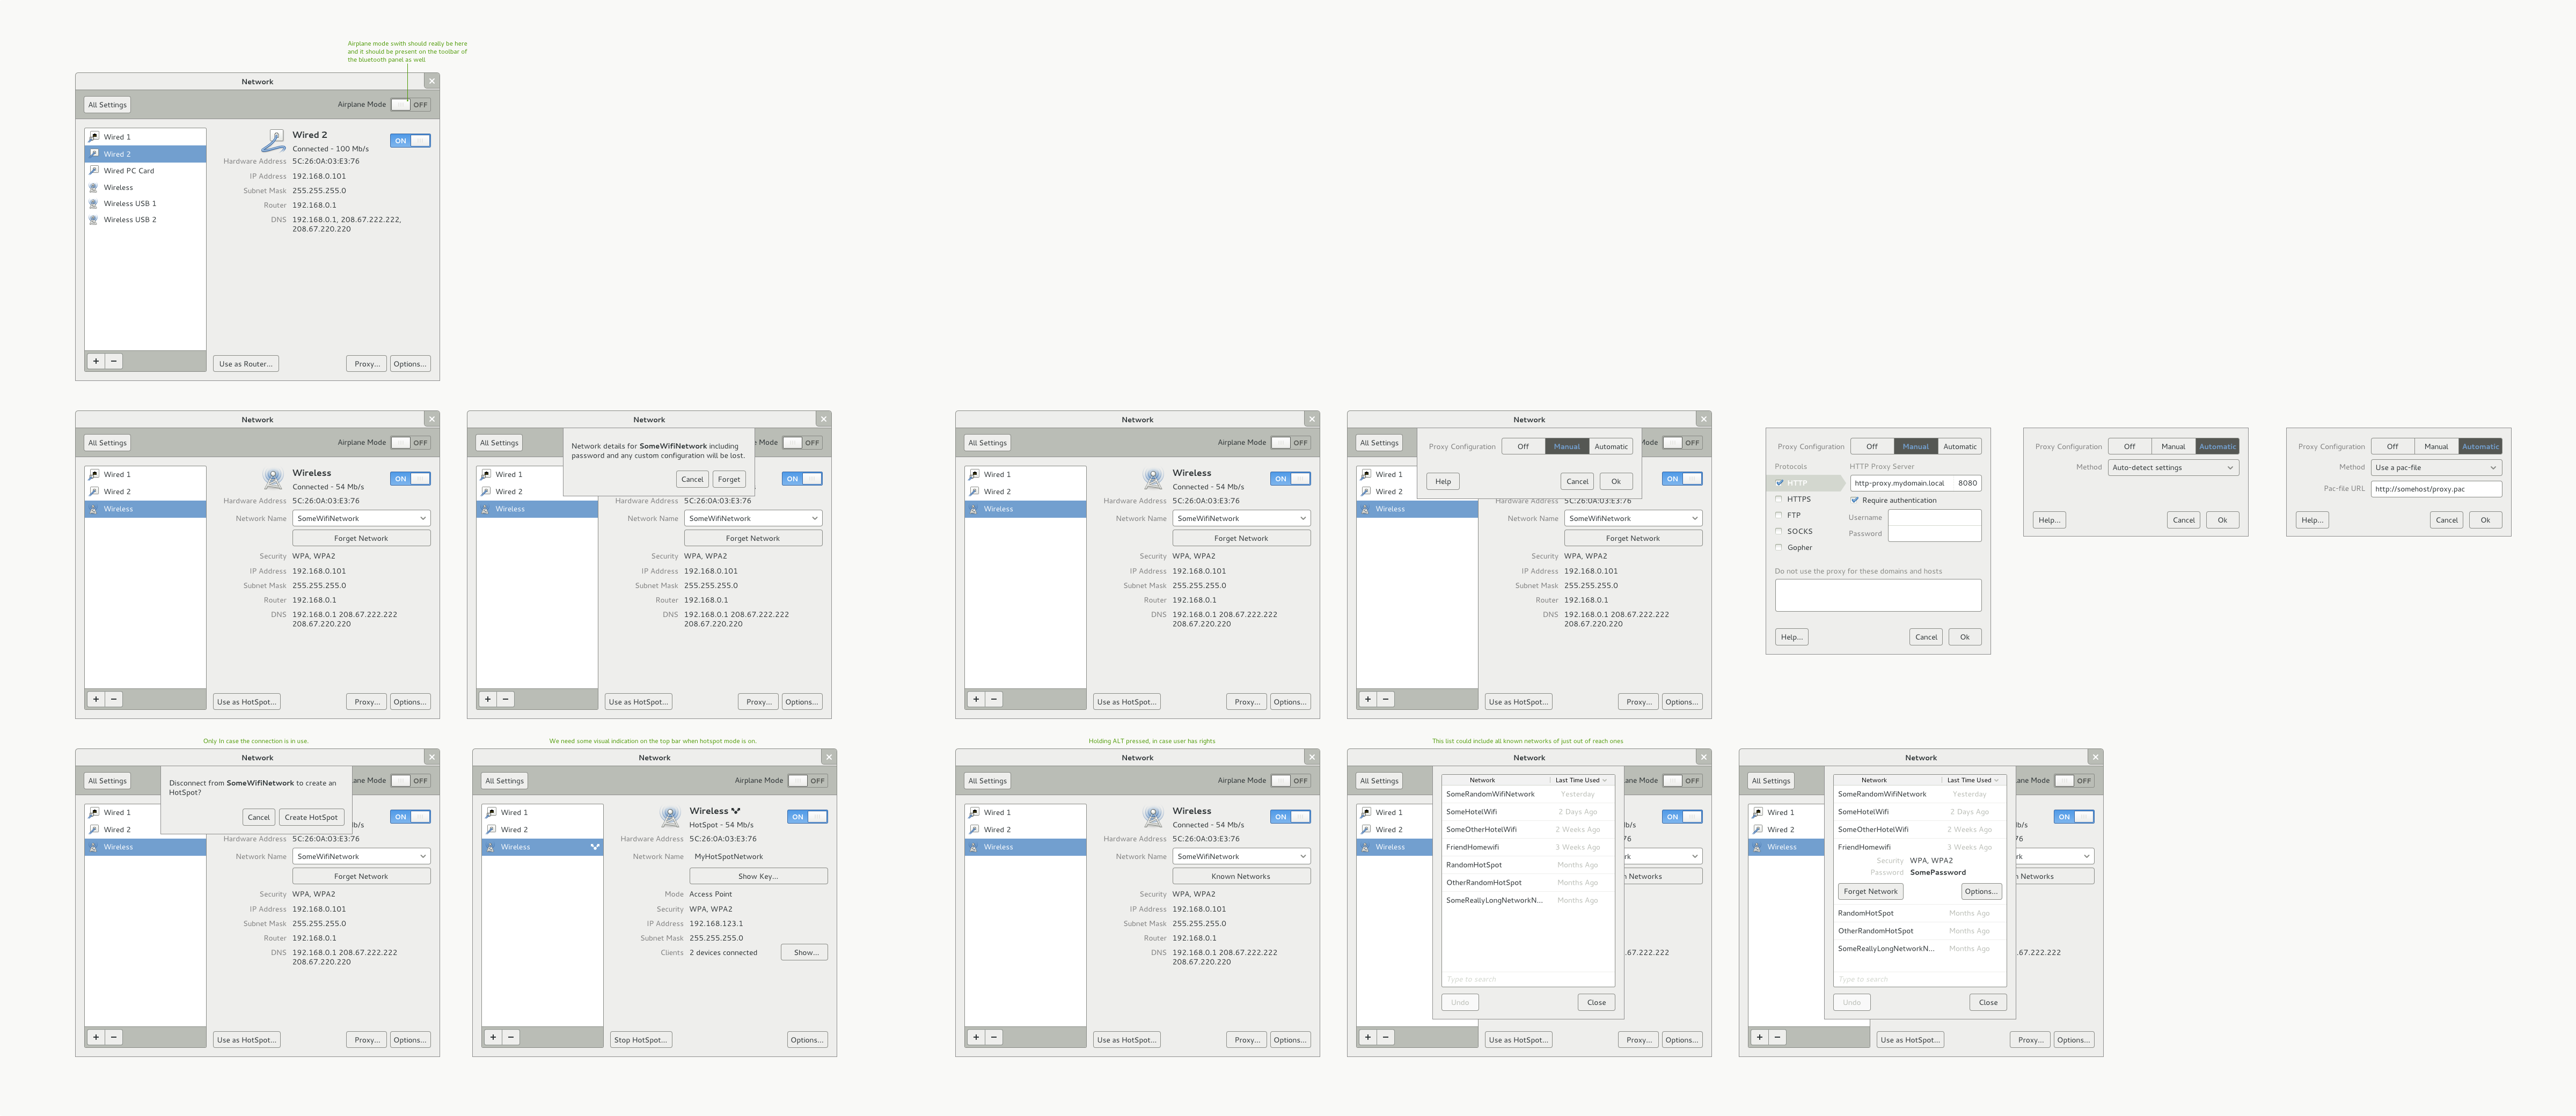 Airplane mode swith should really be here
and it should be present on the toolbar of
the bluetooth panel as well
Network
All Settings
Airplane Mode OFF
Wired 1
Wired 2
Wired PC Card
Wireless
Wireless USB 1
Wireless USB 2
+ −
Wired 2
ON
Connected - 100 Mb/s
Hardware Address 5C:26:0A:03:E3:76
IP Address 192.168.0.101
Subnet Mask 255.255.255.0
Router 192.168.0.1
DNS 192.168.0.1, 208.67.222.222,
208.67.220.220
Use as Router... Proxy... Options...
Network
All Settings
Airplane Mode OFF
Wired 1
Wired 2
Wireless
+ −
Wireless
ON
Connected - 54 Mb/s
Hardware Address 5C:26:0A:03:E3:76
Network Name SomeWifiNetwork
Forget Network
Security WPA, WPA2
IP Address 192.168.0.101
Subnet Mask 255.255.255.0
Router 192.168.0.1
DNS 192.168.0.1 208.67.222.222
208.67.220.220
Use as HotSpot... Proxy... Options...
Network
All Settings
Mode OFF
Network details for SomeWifiNetwork including
password and any custom configuration will be lost.
Cancel Forget
Wired 1
Wired 2
Wireless
+ −
ON
Hardware Address 5C:26:0A:03:E3:76
Network Name SomeWifiNetwork
Forget Network
Security WPA, WPA2
IP Address 192.168.0.101
Subnet Mask 255.255.255.0
Router 192.168.0.1
DNS 192.168.0.1 208.67.222.222
208.67.220.220
Use as HotSpot... Proxy... Options...
Network
All Settings
Airplane Mode OFF
Wired 1
Wired 2
Wireless
+ −
Wireless
ON
Connected - 54 Mb/s
Hardware Address 5C:26:0A:03:E3:76
Network Name SomeWifiNetwork
Forget Network
Security WPA, WPA2
IP Address 192.168.0.101
Subnet Mask 255.255.255.0
Router 192.168.0.1
DNS 192.168.0.1 208.67.222.222
208.67.220.220
Use as HotSpot... Proxy... Options...
Network
All Settings
Mode OFF
Proxy Configuration Off Manual Automatic
Help Cancel Ok
Wired 1
Wired 2
Wireless
+ −
ON
Hardware Address 5C:26:0A:03:E3:76
Network Name SomeWifiNetwork
Forget Network
Security WPA, WPA2
IP Address 192.168.0.101
Subnet Mask 255.255.255.0
Router 192.168.0.1
DNS 192.168.0.1 208.67.222.222
208.67.220.220
Use as HotSpot... Proxy... Options...
Proxy Configuration Off Manual Automatic
Protocols
HTTP
HTTPS
FTP
SOCKS
Gopher
HTTP Proxy Server
http-proxy.mydomain.local 8080
Require authentication
Username
Password
Do not use the proxy for these domains and hosts
Help... Cancel Ok
Proxy Configuration Off Manual Automatic
Method Auto-detect settings
Help... Cancel Ok
Proxy Configuration Off Manual Automatic
Method Use a pac-file
Pac-file URL http://somehost/proxy.pac
Help... Cancel Ok
Only In case the connection is in use.
Network
All Settings
ane Mode OFF
Disconnect from SomeWifiNetwork to create an
HotSpot?
Cancel Create HotSpot
Wired 1
Wired 2
Wireless
+ −
ON
b/s
Hardware Address 5C:26:0A:03:E3:76
Network Name SomeWifiNetwork
Forget Network
Security WPA, WPA2
IP Address 192.168.0.101
Subnet Mask 255.255.255.0
Router 192.168.0.1
DNS 192.168.0.1 208.67.222.222
208.67.220.220
Use as HotSpot... Proxy... Options...
We need some visual indication on the top bar when hotspot mode is on.
Network
All Settings
Airplane Mode OFF
Wired 1
Wired 2
Wireless
+ −
Wireless
ON
HotSpot - 54 Mb/s
Hardware Address 5C:26:0A:03:E3:76
Network Name MyHotSpotNetwork
Show Key...
Mode Access Point
Security WPA, WPA2
IP Address 192.168.123.1
Subnet Mask 255.255.255.0
Clients 2 devices connected Show...
Stop HotSpot... Options...
Holding ALT pressed, in case user has rights
Network
All Settings
Airplane Mode OFF
Wired 1
Wired 2
Wireless
+ −
Wireless
ON
Connected - 54 Mb/s
Hardware Address 5C:26:0A:03:E3:76
Network Name SomeWifiNetwork
Known Networks
Security WPA, WPA2
IP Address 192.168.0.101
Subnet Mask 255.255.255.0
Router 192.168.0.1
DNS 192.168.0.1 208.67.222.222
208.67.220.220
Use as HotSpot... Proxy... Options...
This list could include all known networks of just out of reach ones
Network
All Settings
ane Mode OFF
Wired 1
Wired 2
Wireless
Network Last Time Used
SomeRandomWifiNetwork Yesterday
SomeHotelWifi 2 Days Ago
SomeOtherHotelWifi 2 Weeks Ago
FriendHomewifi 3 Weeks Ago
RandomHotSpot Months Ago
OtherRandomHotSpot Months Ago
SomeReallyLongNetworkN... Months Ago
Type to search
Undo Close
ON
b/s
76
rk
n Networks
.67.222.222
+ −
Use as HotSpot... Proxy... Options...
Network
All Settings
ane Mode OFF
Wired 1
Wired 2
Wireless
Network Last Time Used
SomeRandomWifiNetwork Yesterday
SomeHotelWifi 2 Days Ago
SomeOtherHotelWifi 2 Weeks Ago
FriendHomewifi 3 Weeks Ago
Security WPA, WPA2
Password SomePassword
Forget Network Options...
RandomHotSpot Months Ago
OtherRandomHotSpot Months Ago
SomeReallyLongNetworkN... Months Ago
Type to search
Undo Close
ON
b/s
76
rk
n Networks
.67.222.222
+ −
Use as HotSpot... Proxy... Options...